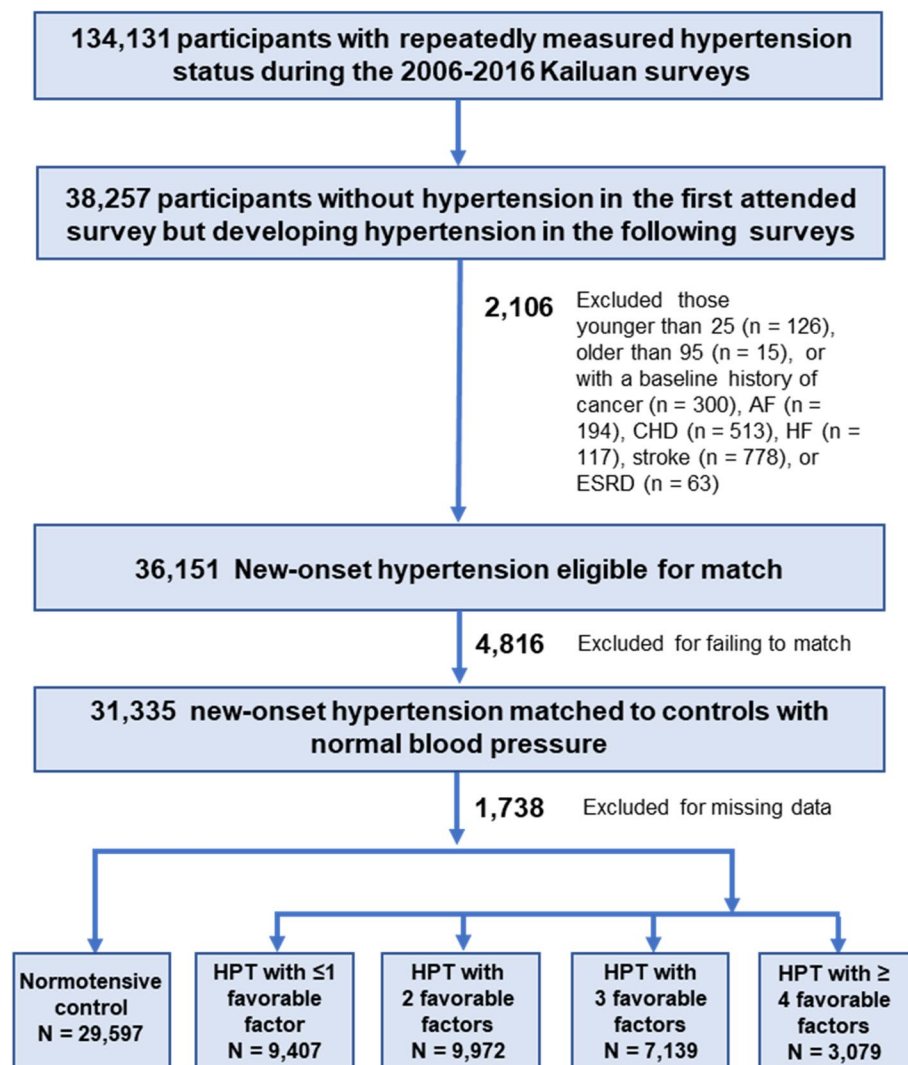 134,131 participants with repeatedly measured hypertension
status during the 2006-2016 Kailuan surveys
38,257 participants without hypertension in the first attended
survey but developing hypertension in the following surveys
2,106
Excluded those
younger than 25 (n = 126),
older than 95 (n = 15), or
with a baseline history of
cancer (n = 300), AF (n =
194), CHD (n = 513), HF (n =
117), stroke (n = 778), or
ESRD (n = 63)
36,151 New-onset hypertension eligible for match
4,816 Excluded for failing to match
31,335 new-onset hypertension matched to controls with
normal blood pressure
1,738 Excluded for missing data
Normotensive
control
N = 29,597
HPT with ≤1
favorable
factor
N = 9,407
HPT with
2 favorable
factors
N = 9,972
HPT with
3 favorable
factors
N = 7,139
HPT with ≥
4 favorable
factors
N = 3,079